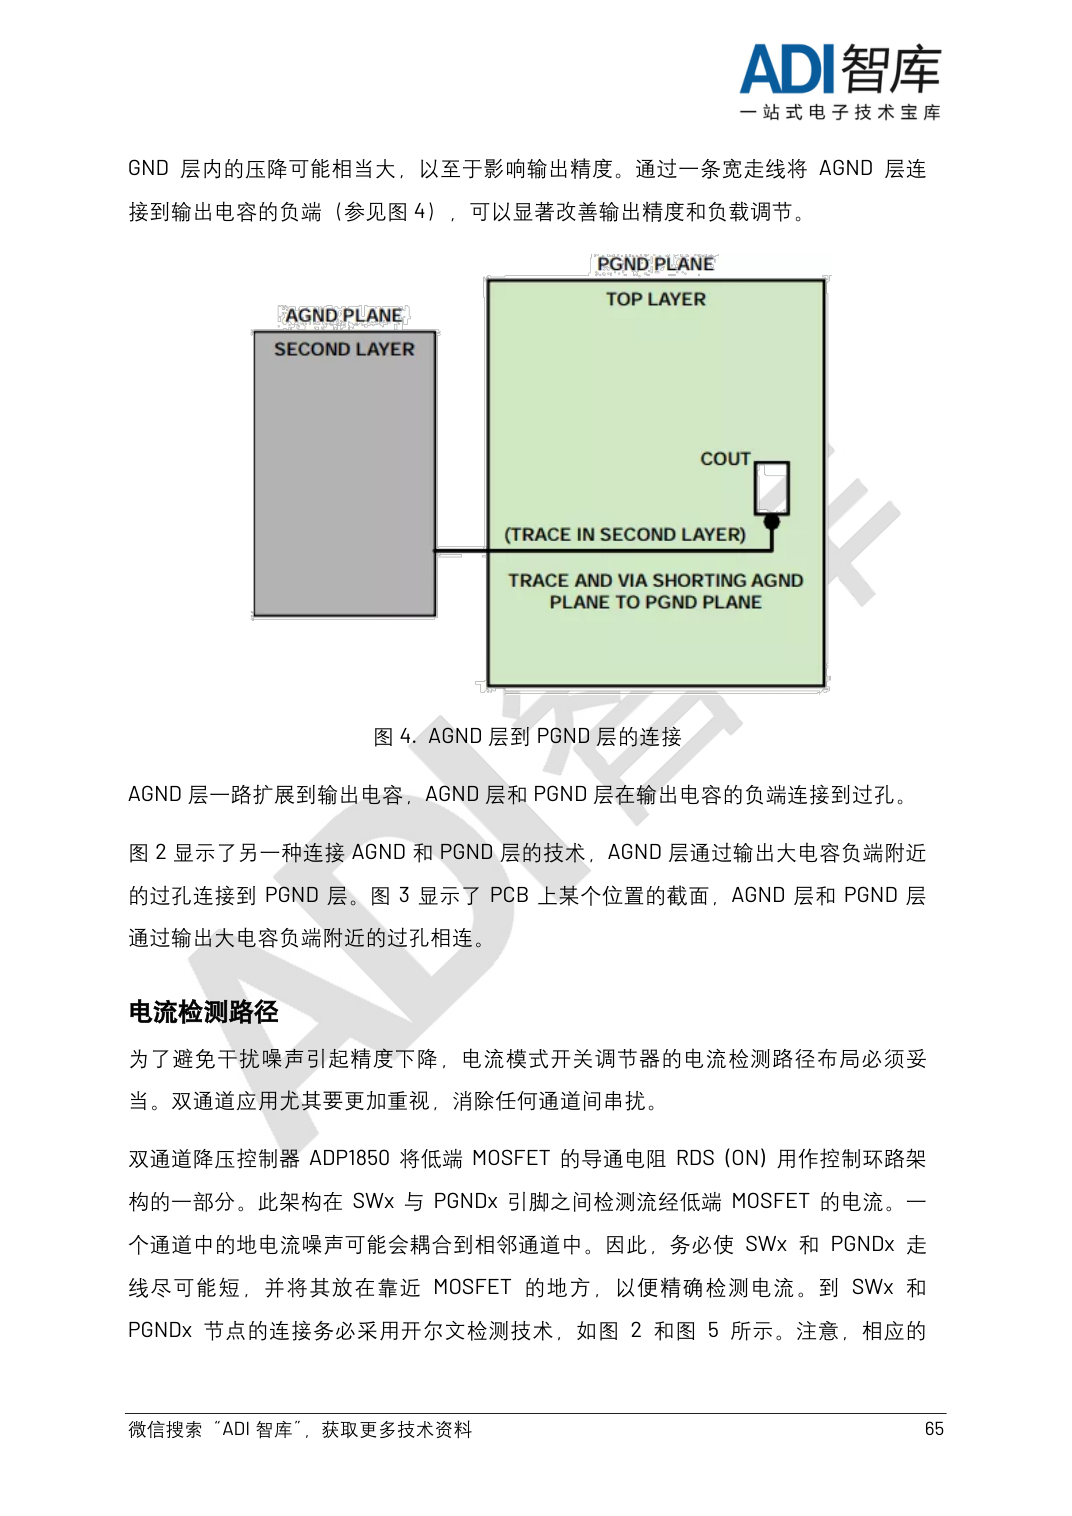 ADI智库
一站式电子技术宝库
GND 层内的压降可能相当大，以至于影响输出精度。通过一条宽走线将 AGND 层连
接到输出电容的负端（参见图 4），可以显著改善输出精度和负载调节。
PGND PLANE
TOP LAYER
AGND PLANE
SECOND LAYER
COUT
(TRACE IN SECOND LAYER)
TRACE AND VIA SHORTING AGND
PLANE TO PGND PLANE
图 4. AGND 层到 PGND 层的连接
AGND 层一路扩展到输出电容，AGND 层和 PGND 层在输出电容的负端连接到过孔。
图 2 显示了另一种连接 AGND 和 PGND 层的技术，AGND 层通过输出大电容负端附近
的过孔连接到 PGND 层。图 3 显示了 PCB 上某个位置的截面，AGND 层和 PGND 层
通过输出大电容负端附近的过孔相连。
电流检测路径
为了避免干扰噪声引起精度下降，电流模式开关调节器的电流检测路径布局必须妥
当。双通道应用尤其要更加重视，消除任何通道间串扰。
双通道降压控制器 ADP1850 将低端 MOSFET 的导通电阻 RDS (ON) 用作控制环路架
构的一部分。此架构在 SWx 与 PGNDx 引脚之间检测流经低端 MOSFET 的电流。一
个通道中的地电流噪声可能会耦合到相邻通道中。因此，务必使 SWx 和 PGNDx 走
线尽可能短，并将其放在靠近 MOSFET 的地方，以便精确检测电流。到 SWx 和
PGNDx 节点的连接务必采用开尔文检测技术，如图 2 和图 5 所示。注意，相应的
微信搜索“ADI 智库”，获取更多技术资料 65
ADI智库